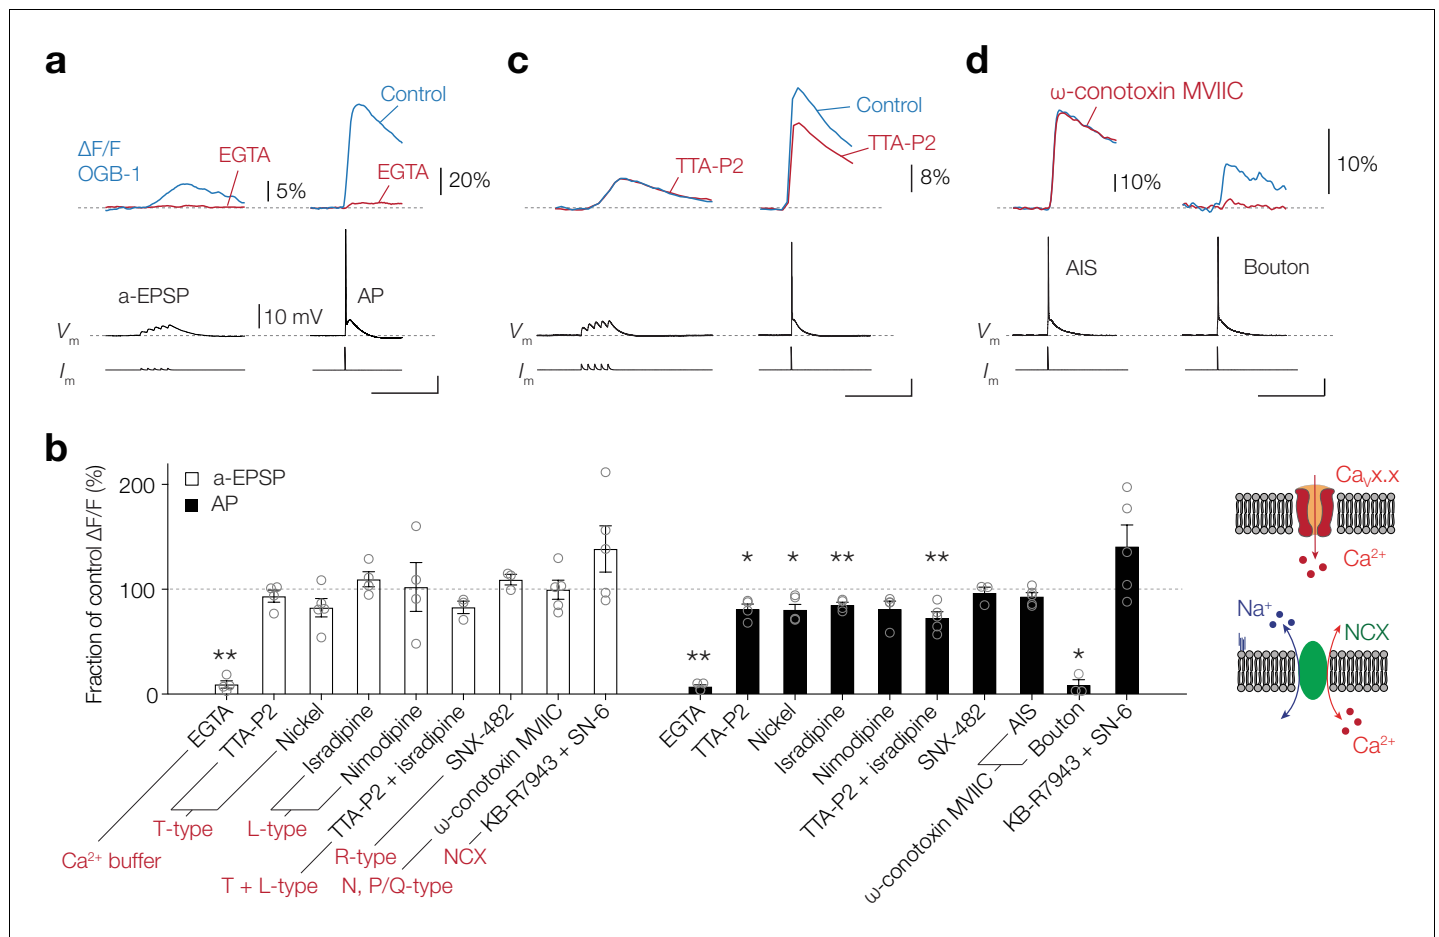 a
Control
ΔF/F
OGB-1
EGTA
5%
EGTA
20%
a-EPSP
10 mV
AP
Vm
Im
c
Control
TTA-P2
TTA-P2
8%
Vm
Im
d
ω-conotoxin MVIIC
10%
10%
AIS
Bouton
Vm
Im
b
Fraction of control ΔF/F (%)
200
100
0
a-EPSP
AP
**
*
*
**
**
**
*
EGTA
TTA-P2
Nickel
Isradipine
Nimodipine
TTA-P2 + isradipine
SNX-482
ω-conotoxin MVIIC
KB-R7943 + SN-6
Ca²⁺ buffer
T-type
L-type
T + L-type
R-type
N, P/Q-type
NCX
EGTA
TTA-P2
Nickel
Isradipine
Nimodipine
TTA-P2 + isradipine
SNX-482
AIS
Bouton
ω-conotoxin MVIIC
KB-R7943 + SN-6
CaVx.x
Ca²⁺
Na⁺
NCX
Ca²⁺